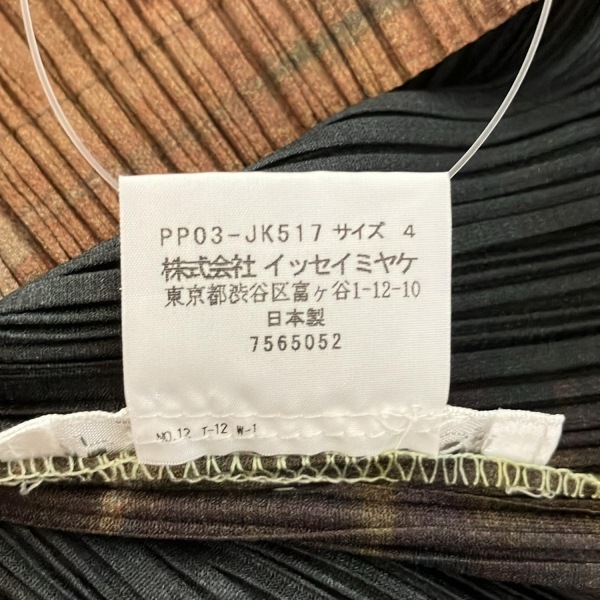 PP03-JK517 サイズ 4
株式会社 イッセイミヤケ
東京都渋谷区富ヶ谷1-12-10
日本製
7565052
NO.12 T-12 W-1